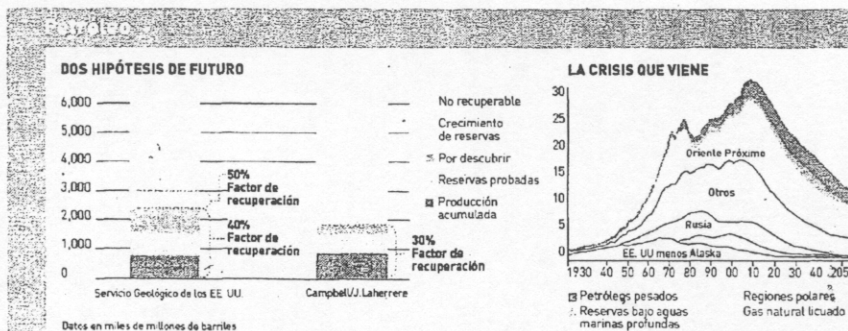 Petróleo
DOS HIPÓTESIS DE FUTURO
6,000
5,000
4,000
3,000
2,000
1,000
0
50%
Factor de
recuperación
40%
Factor de
recuperación
30%
Factor de
recuperación
No recuperable
Crecimiento
de reservas
Por descubrir
Reservas probadas
Producción
acumulada
Servicio Geológico de los EE. UU.
Campbell/J. Laherrere
Datos en miles de millones de barriles
LA CRISIS QUE VIENE
30
25
20
15
10
5
0
Oriente Próximo
Otros
Rusia
EE. UU menos Alaska
1930 40 50 60 70 80 90 00 10 20 30 40 205
Petróleos pesados
Reservas bajo aguas
marinas profundas
Regiones polares
Gas natural licuado